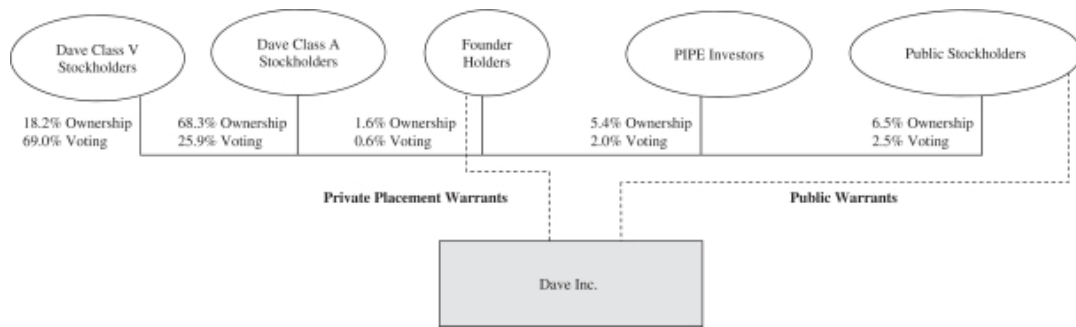 Dave Class V
Stockholders
Dave Class A
Stockholders
Founder
Holders
PIPE Investors
Public Stockholders
18.2% Ownership
69.0% Voting
68.3% Ownership
25.9% Voting
1.6% Ownership
0.6% Voting
5.4% Ownership
2.0% Voting
6.5% Ownership
2.5% Voting
Private Placement Warrants
Public Warrants
Dave Inc.